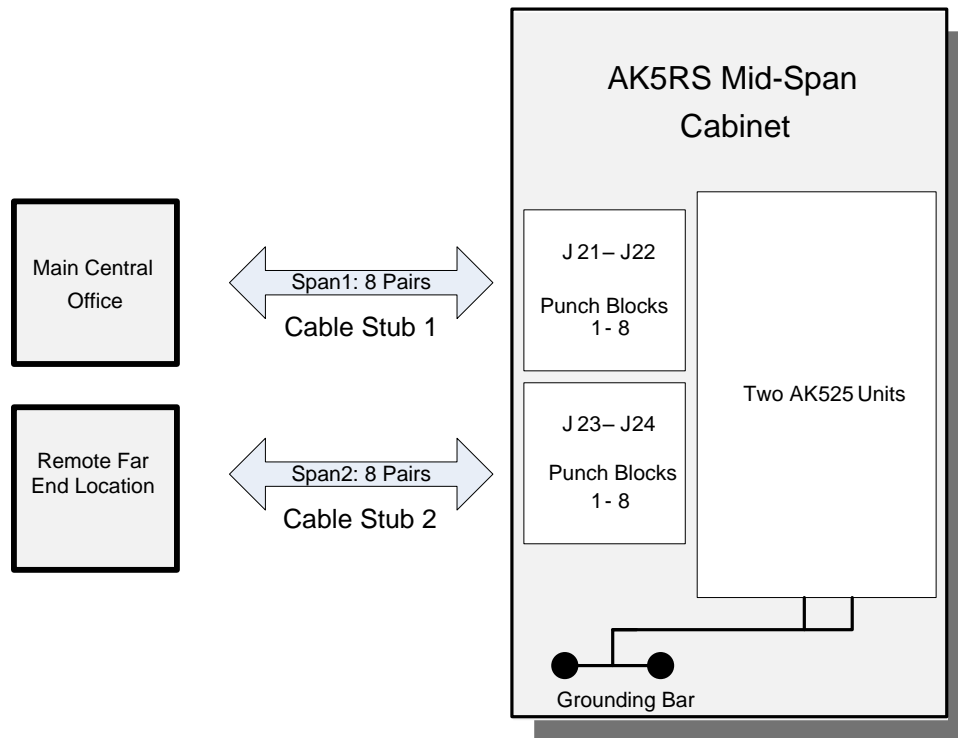 AK5RS Mid-Span
Cabinet
Main Central
Office
Span1: 8 Pairs
Cable Stub 1
J 21– J22
Punch Blocks
1 - 8
Two AK525 Units
Remote Far
End Location
Span2: 8 Pairs
Cable Stub 2
J 23– J24
Punch Blocks
1 - 8
Grounding Bar